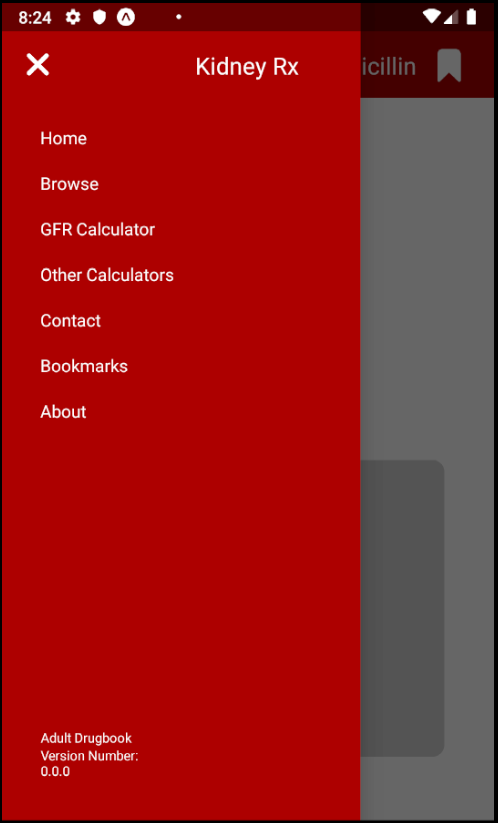 8:24
Kidney Rx
icillin
Home
Browse
GFR Calculator
Other Calculators
Contact
Bookmarks
About
Adult Drugbook
Version Number:
0.0.0